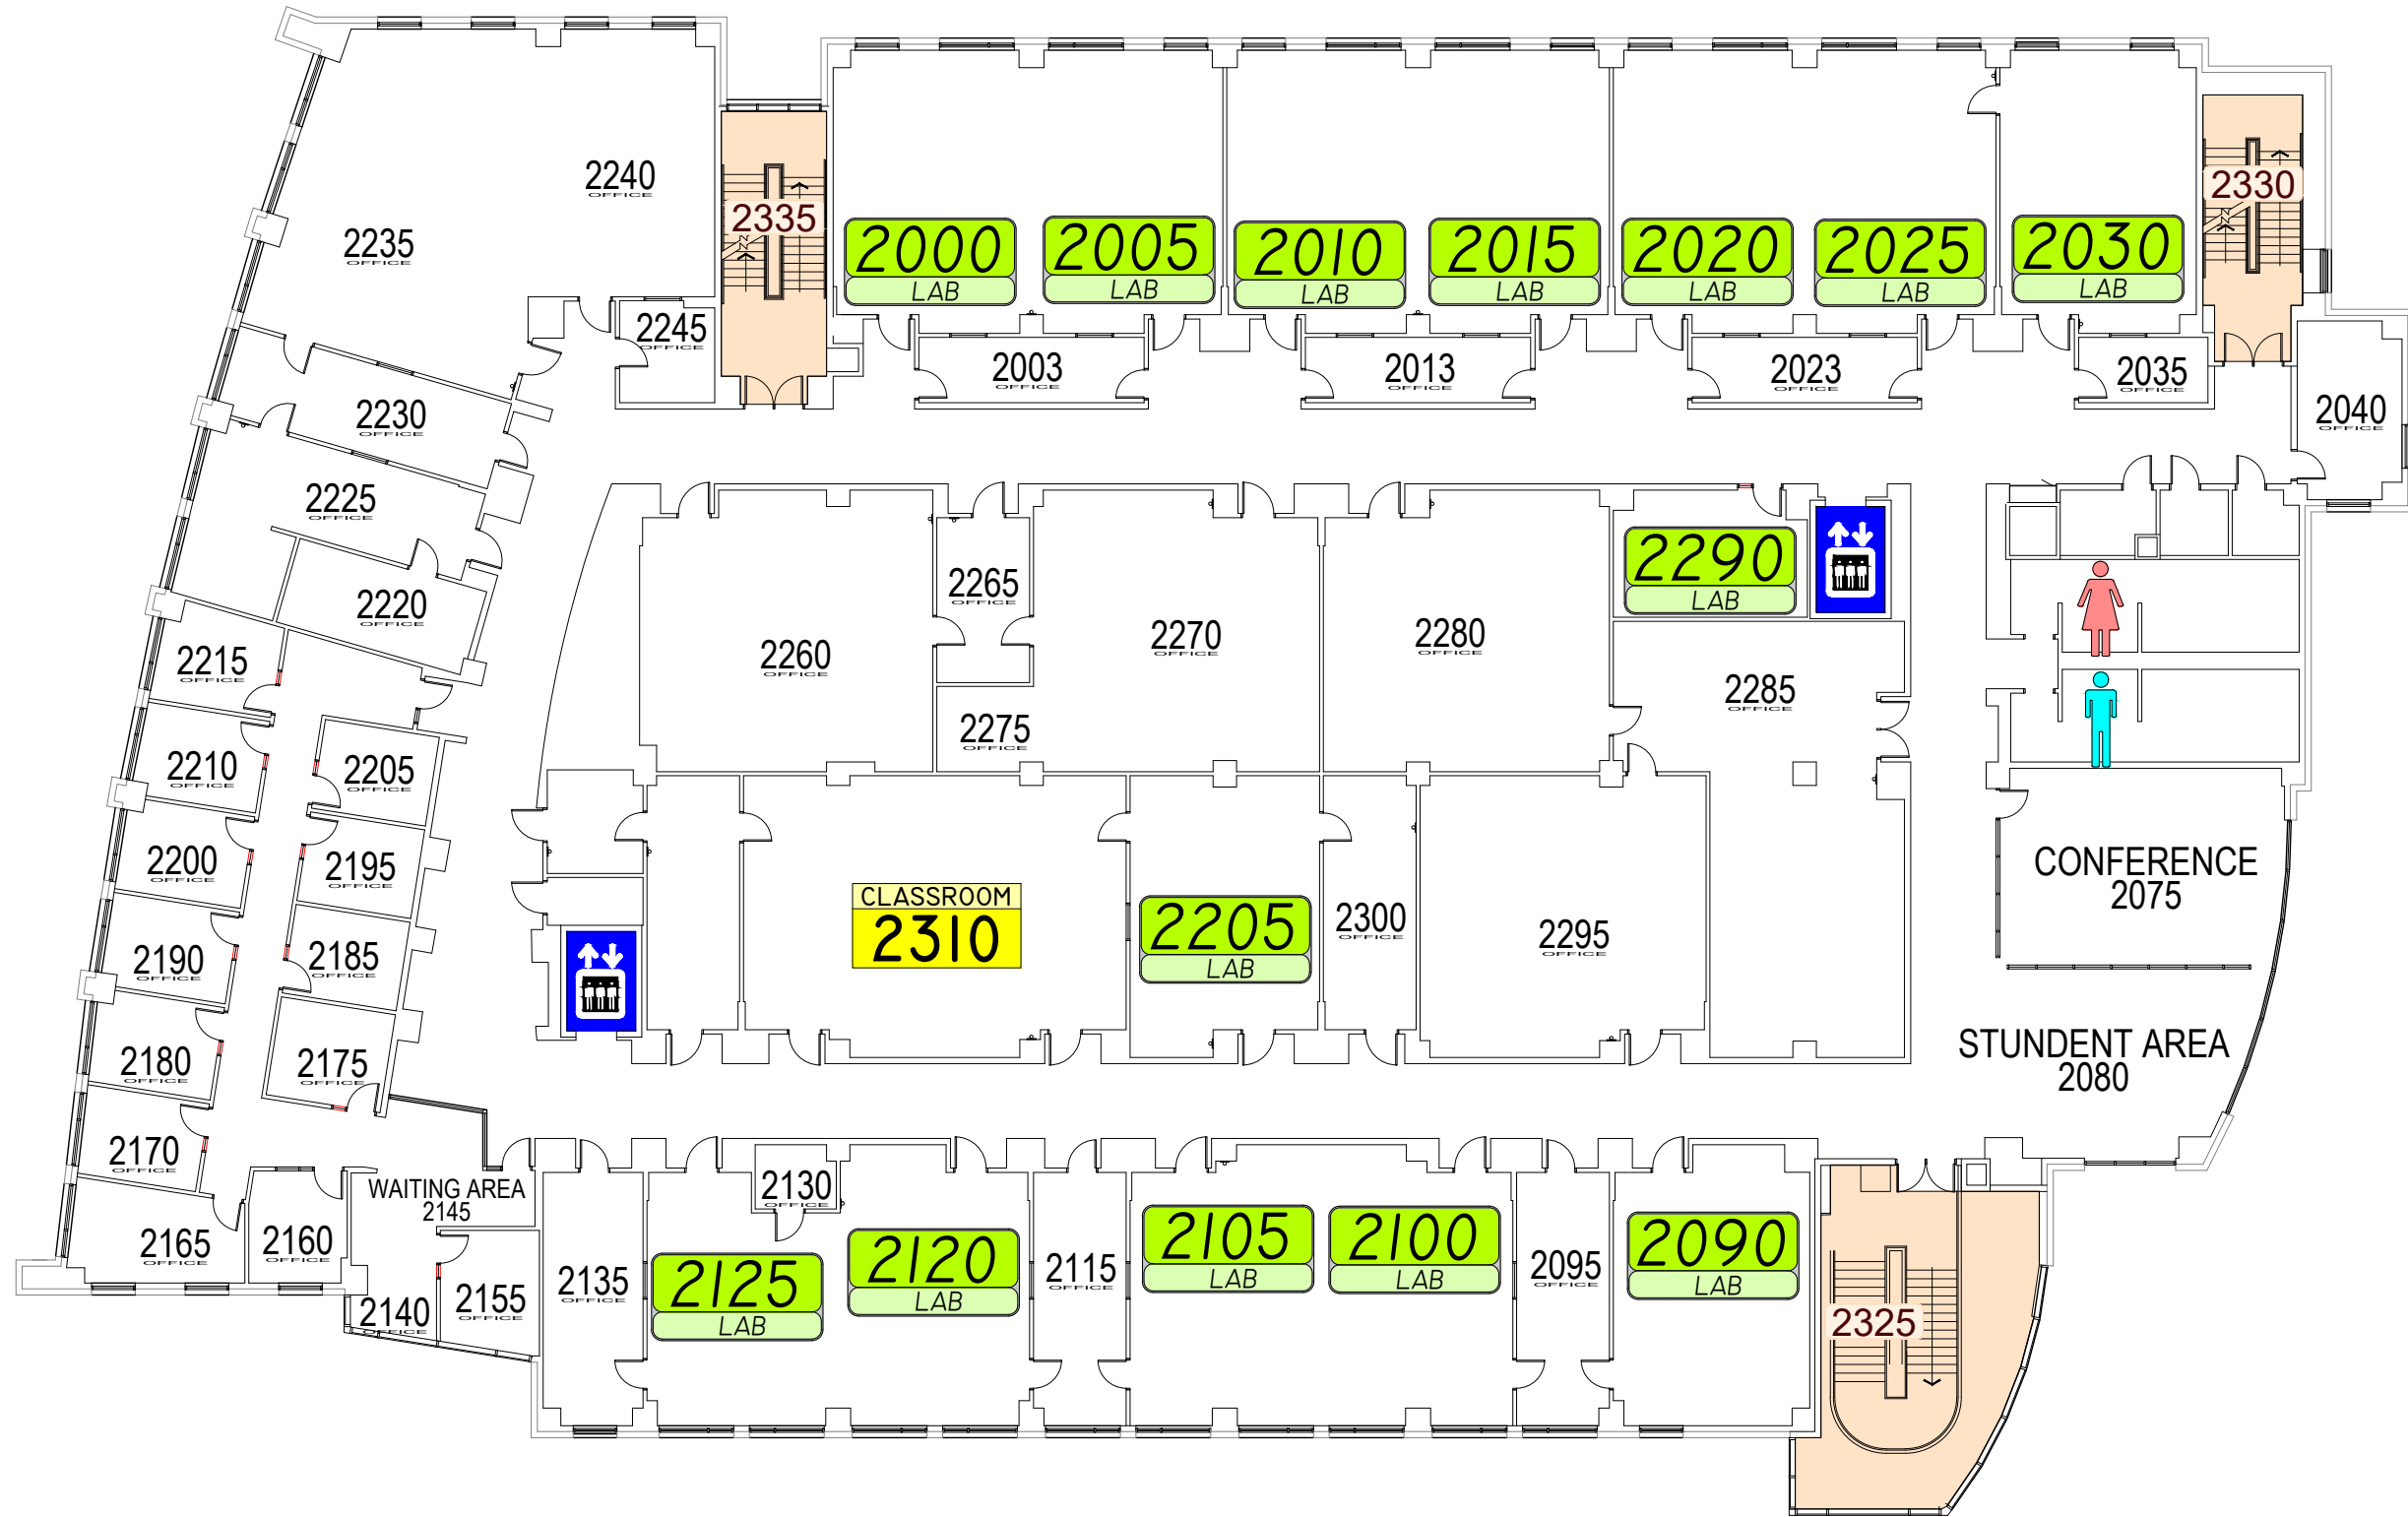 2240
OFFICE
2235
OFFICE
2335
2000
LAB
2005
LAB
2010
LAB
2015
LAB
2020
LAB
2025
LAB
2030
LAB
2330
2245
OFFICE
2003
OFFICE
2013
OFFICE
2023
OFFICE
2035
OFFICE
2040
OFFICE
2230
OFFICE
2225
OFFICE
2220
OFFICE
2265
OFFICE
2290
LAB
2260
OFFICE
2270
OFFICE
2280
OFFICE
2285
OFFICE
2275
OFFICE
2215
OFFICE
2210
OFFICE
2205
OFFICE
2200
OFFICE
2195
OFFICE
2190
OFFICE
2185
OFFICE
2180
OFFICE
2175
OFFICE
2170
OFFICE
CLASSROOM
2310
2205
LAB
2300
OFFICE
2295
OFFICE
CONFERENCE
2075
STUNDENT AREA
2080
WAITING AREA
2145
2165
OFFICE
2160
OFFICE
2140
OFFICE
2155
OFFICE
2135
OFFICE
2130
OFFICE
2125
LAB
2120
LAB
2115
OFFICE
2105
LAB
2100
LAB
2095
OFFICE
2090
LAB
2325